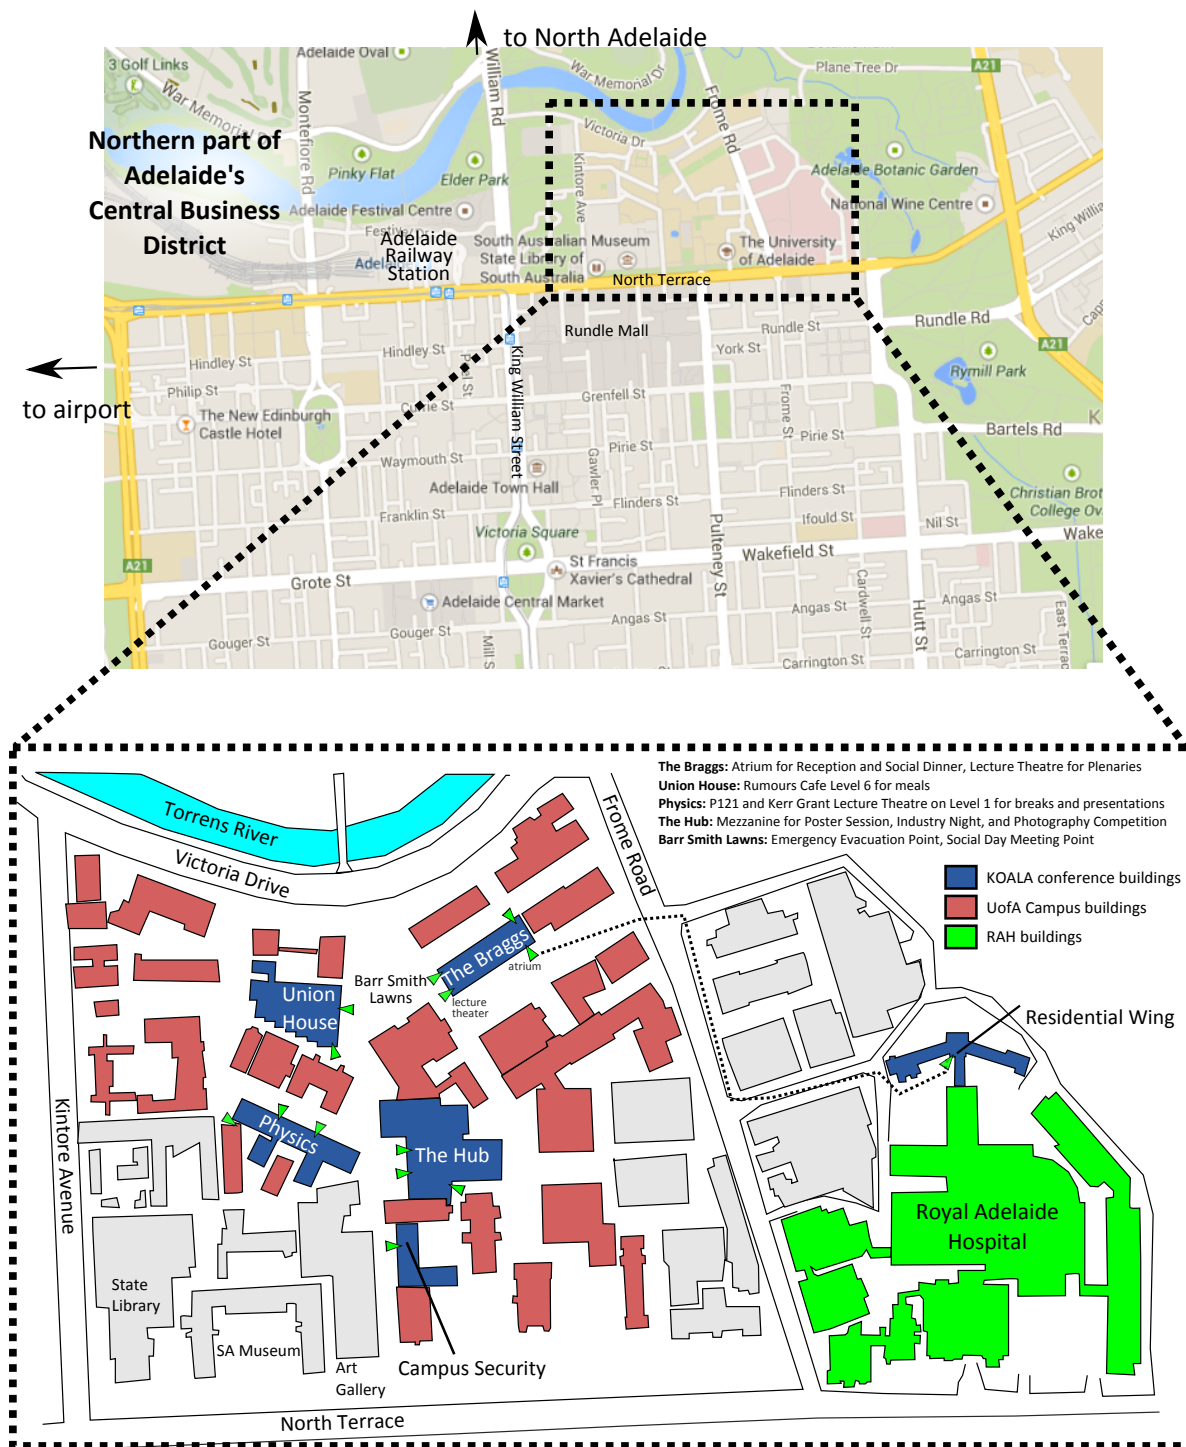 to North Adelaide
Adelaide Oval
3 Golf Links
War Memorial Dr
Plane Tree Dr
A21
William Rd
War Memorial
Montefiore Rd
Frome Rd
Victoria Dr
Northern part of
Adelaide's
Central Business
District
Pinky Flat
Elder Park
Kintore Ave
Adelaide Botanic Garden
Adelaide Festival Centre
National Wine Centre
King Willia
Festiv
Adelaide
Railway
Station
Adelai
South Australian Museum
State Library of
South Australia
The University
of Adelaide
North Terrace
Rundle Mall
Rundle St
Rundle Rd
A21
Hindley St
Hindley St
York St
Rymill Park
to airport
Philip St
Currie St
Grenfell St
Frome St
King William Street
The New Edinburgh
Castle Hotel
Pirie St
Pirie St
Bartels Rd
K
Waymouth St
Gawler Pl
Adelaide Town Hall
Flinders St
Flinders St
Christian Brot
College Ov
Franklin St
Ifould St
Nil St
Victoria Square
Pulteney St
Wakefield St
Wake
A21
Grote St
St Francis
Xavier's Cathedral
Cardwell St
Adelaide Central Market
Angas St
Angas St
Angas St
Hutt St
East Terrac
Gouger St
Gouger St
Mill S
Carrington St
Carrington St
The Braggs: Atrium for Reception and Social Dinner, Lecture Theatre for Plenaries
Union House: Rumours Cafe Level 6 for meals
Physics: P121 and Kerr Grant Lecture Theatre on Level 1 for breaks and presentations
The Hub: Mezzanine for Poster Session, Industry Night, and Photography Competition
Barr Smith Lawns: Emergency Evacuation Point, Social Day Meeting Point
KOALA conference buildings
UofA Campus buildings
RAH buildings
Torrens River
Victoria Drive
Frome Road
The Braggs
atrium
lecture
theater
Barr Smith
Lawns
Union
House
Residential Wing
Kintore Avenue
Physics
The Hub
Royal Adelaide
Hospital
State
Library
SA Museum
Art
Gallery
Campus Security
North Terrace